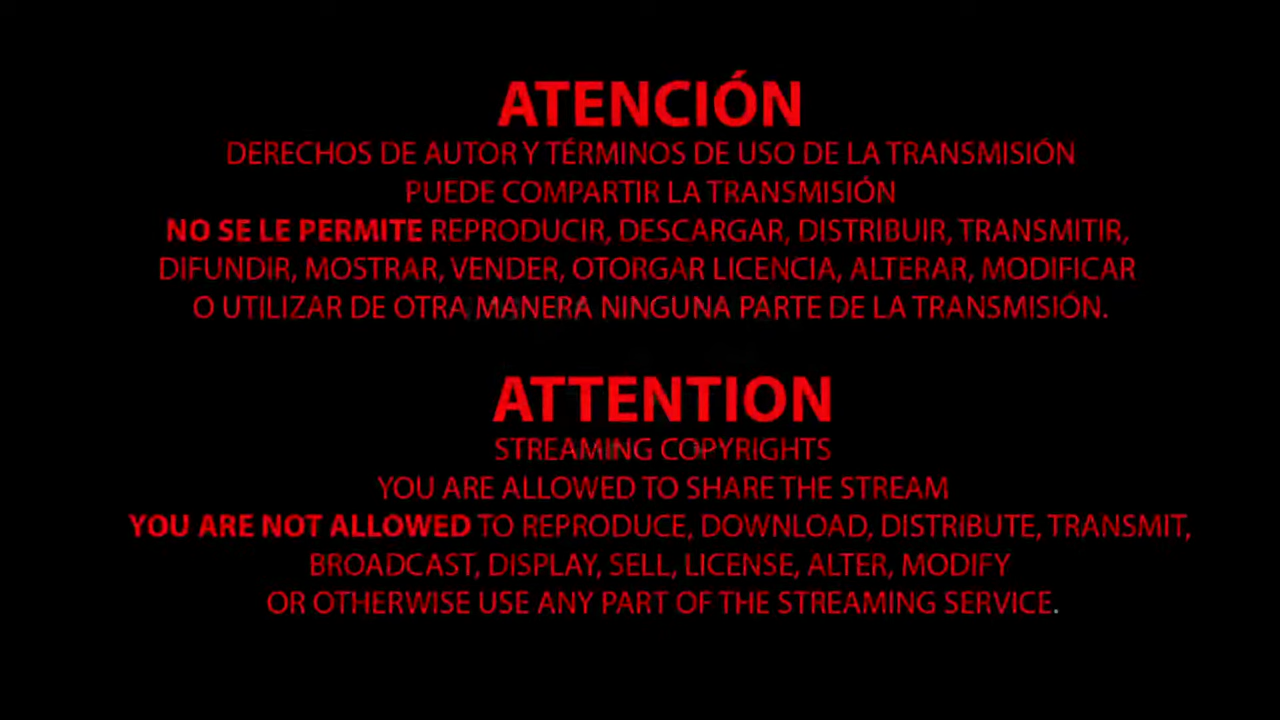 ATENCIÓN
DERECHOS DE AUTOR Y TÉRMINOS DE USO DE LA TRANSMISIÓN
PUEDE COMPARTIR LA TRANSMISIÓN
NO SE LE PERMITE REPRODUCIR, DESCARGAR, DISTRIBUIR, TRANSMITIR,
DIFUNDIR, MOSTRAR, VENDER, OTORGAR LICENCIA, ALTERAR, MODIFICAR
O UTILIZAR DE OTRA MANERA NINGUNA PARTE DE LA TRANSMISIÓN.
ATTENTION
STREAMING COPYRIGHTS
YOU ARE ALLOWED TO SHARE THE STREAM
YOU ARE NOT ALLOWED TO REPRODUCE, DOWNLOAD, DISTRIBUTE, TRANSMIT,
BROADCAST, DISPLAY, SELL, LICENSE, ALTER, MODIFY
OR OTHERWISE USE ANY PART OF THE STREAMING SERVICE.